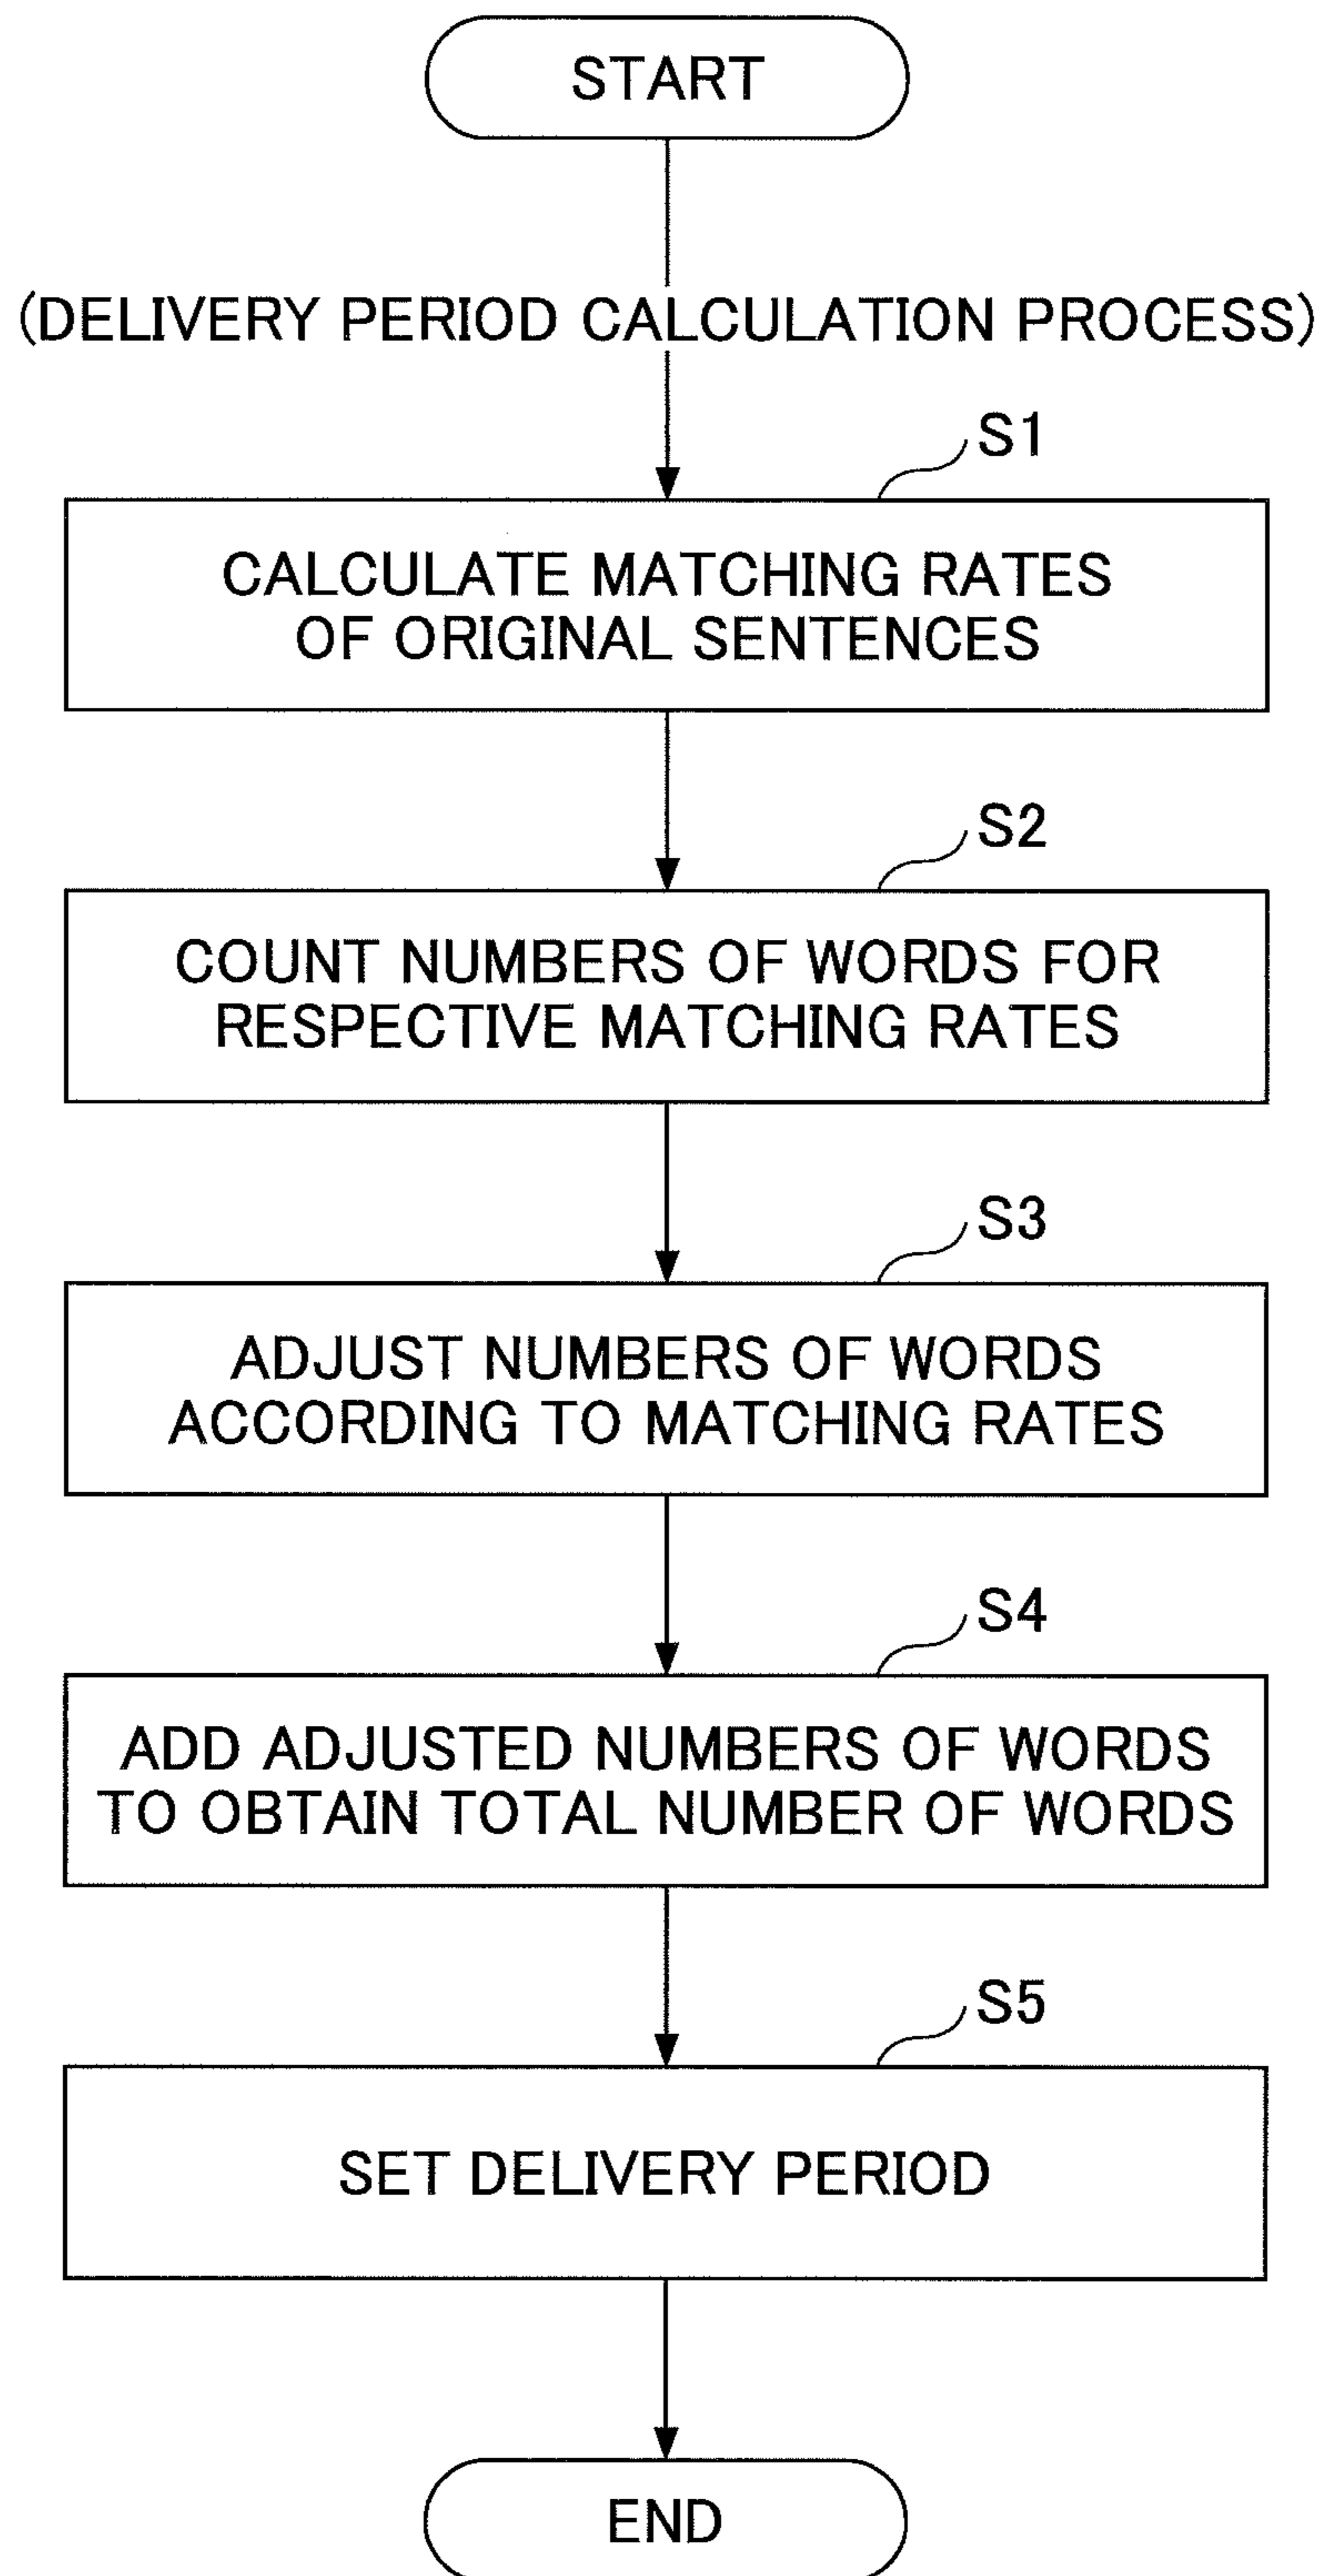 START
(DELIVERY PERIOD CALCULATION PROCESS)
S1
CALCULATE MATCHING RATES
OF ORIGINAL SENTENCES
S2
COUNT NUMBERS OF WORDS FOR
RESPECTIVE MATCHING RATES
S3
ADJUST NUMBERS OF WORDS
ACCORDING TO MATCHING RATES
S4
ADD ADJUSTED NUMBERS OF WORDS
TO OBTAIN TOTAL NUMBER OF WORDS
S5
SET DELIVERY PERIOD
END